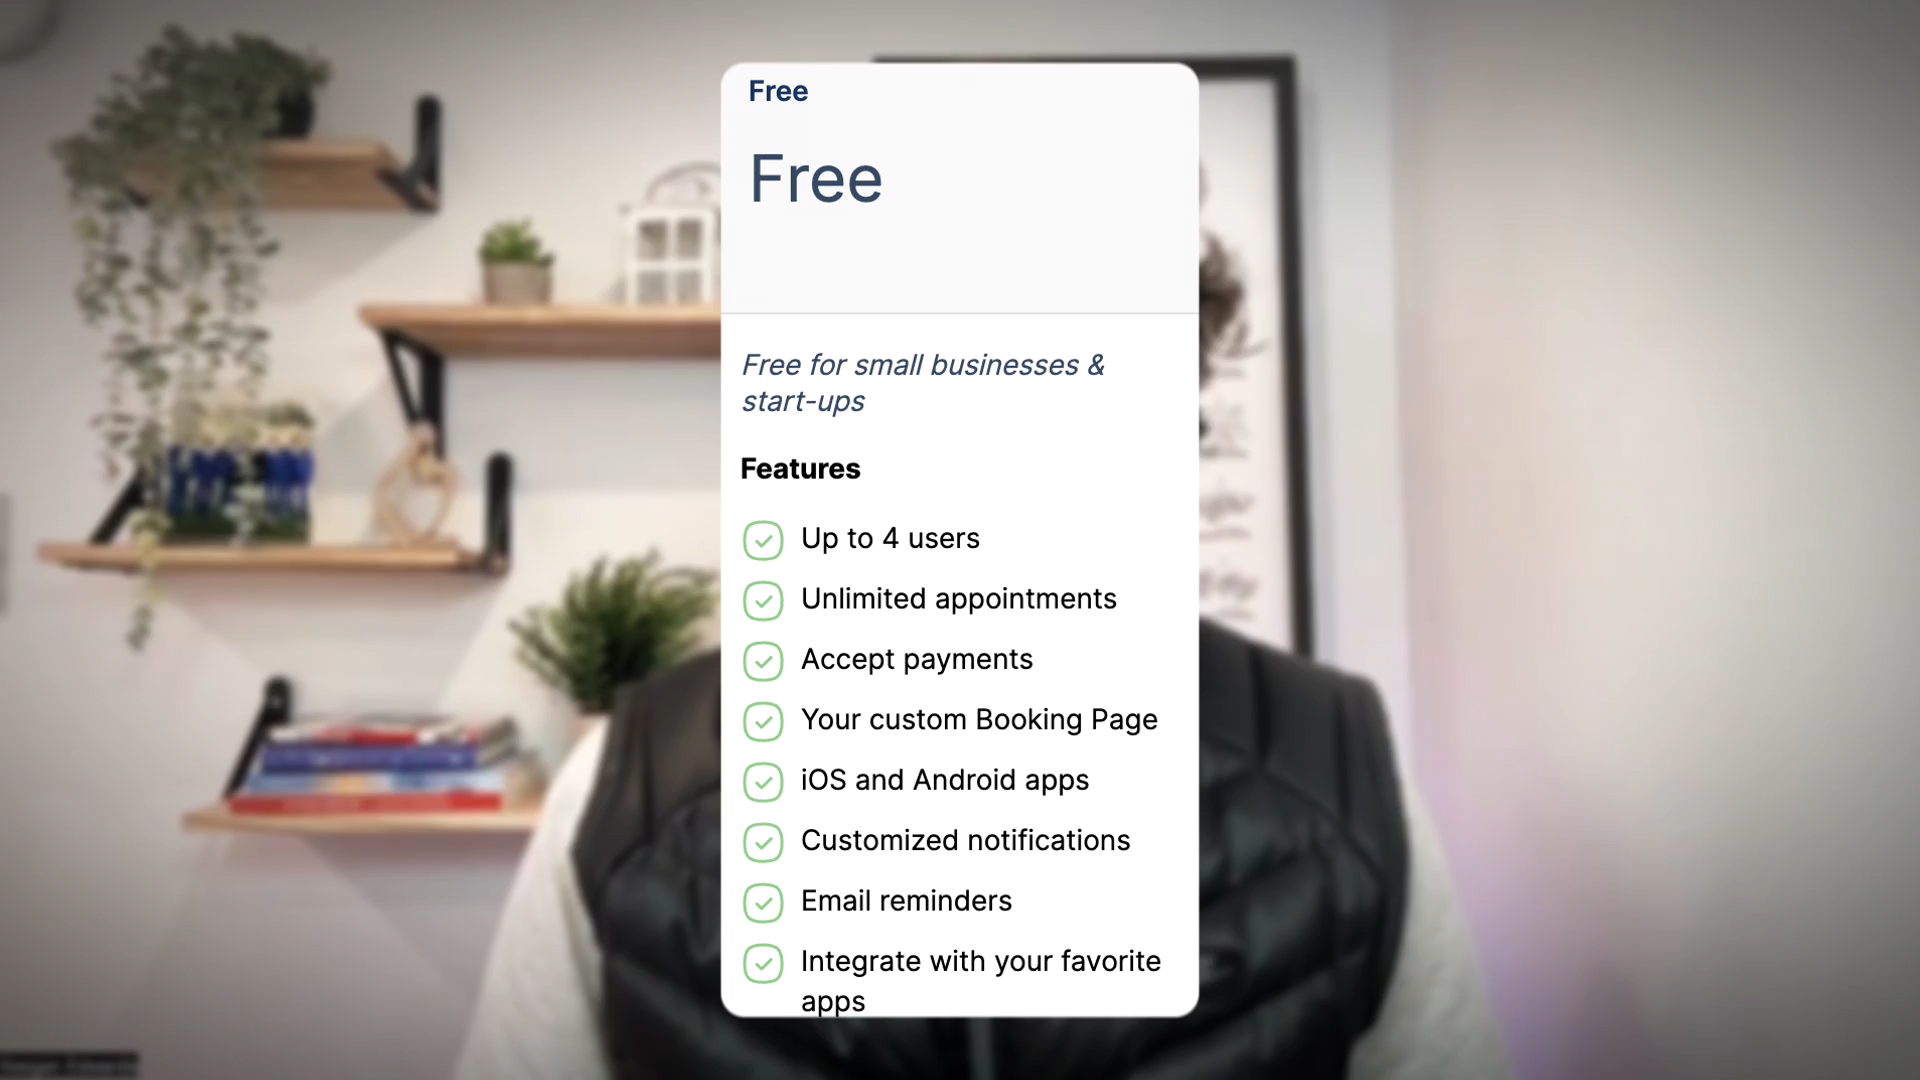 Free
Free
Free for small businesses &
start-ups
Features
Up to 4 users
Unlimited appointments
Accept payments
Your custom Booking Page
iOS and Android apps
Customized notifications
Email reminders
Integrate with your favorite
apps